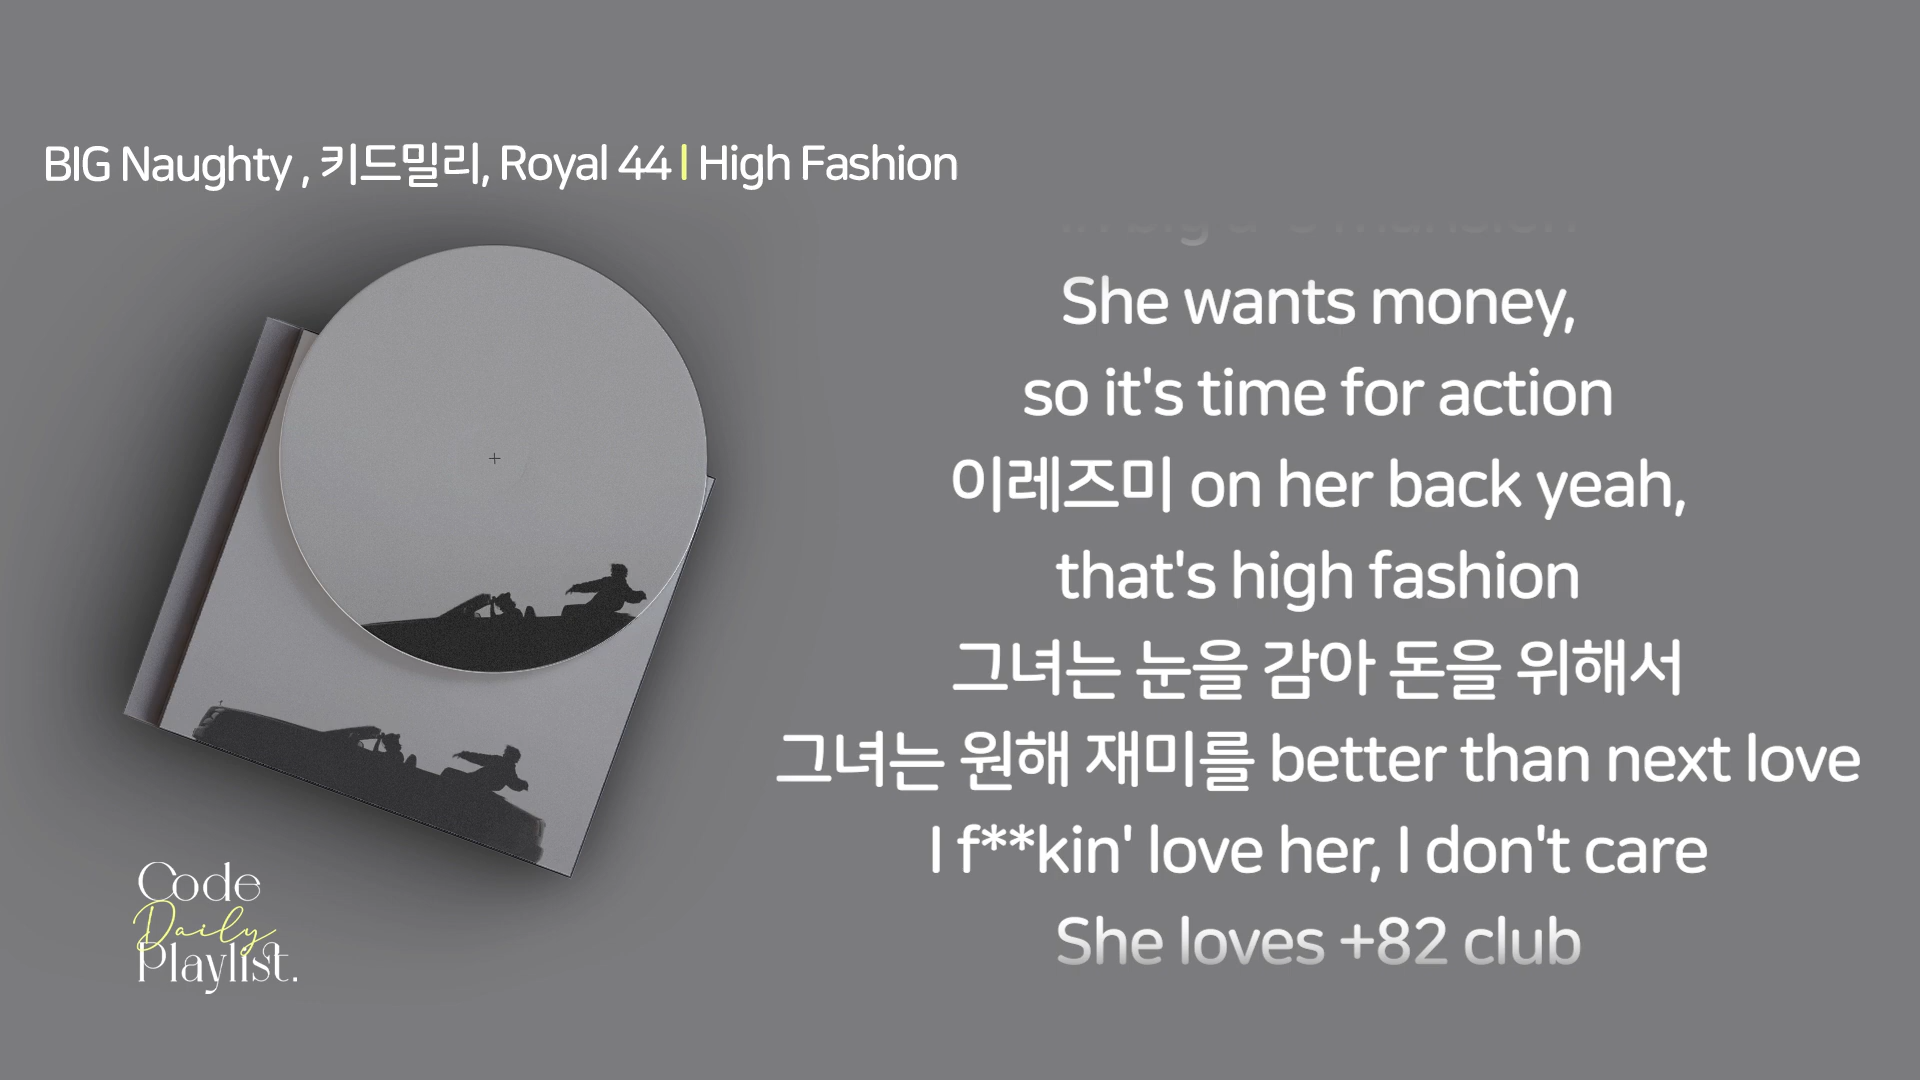 BIG Naughty , 키드밀리, Royal 44 | High Fashion
She wants money,
so it's time for action
이레즈미 on her back yeah,
that's high fashion
그녀는 눈을 감아 돈을 위해서
그녀는 원해 재미를 better than next love
I f**kin' love her, I don't care
She loves +82 club
Code
Daily
Playlist.